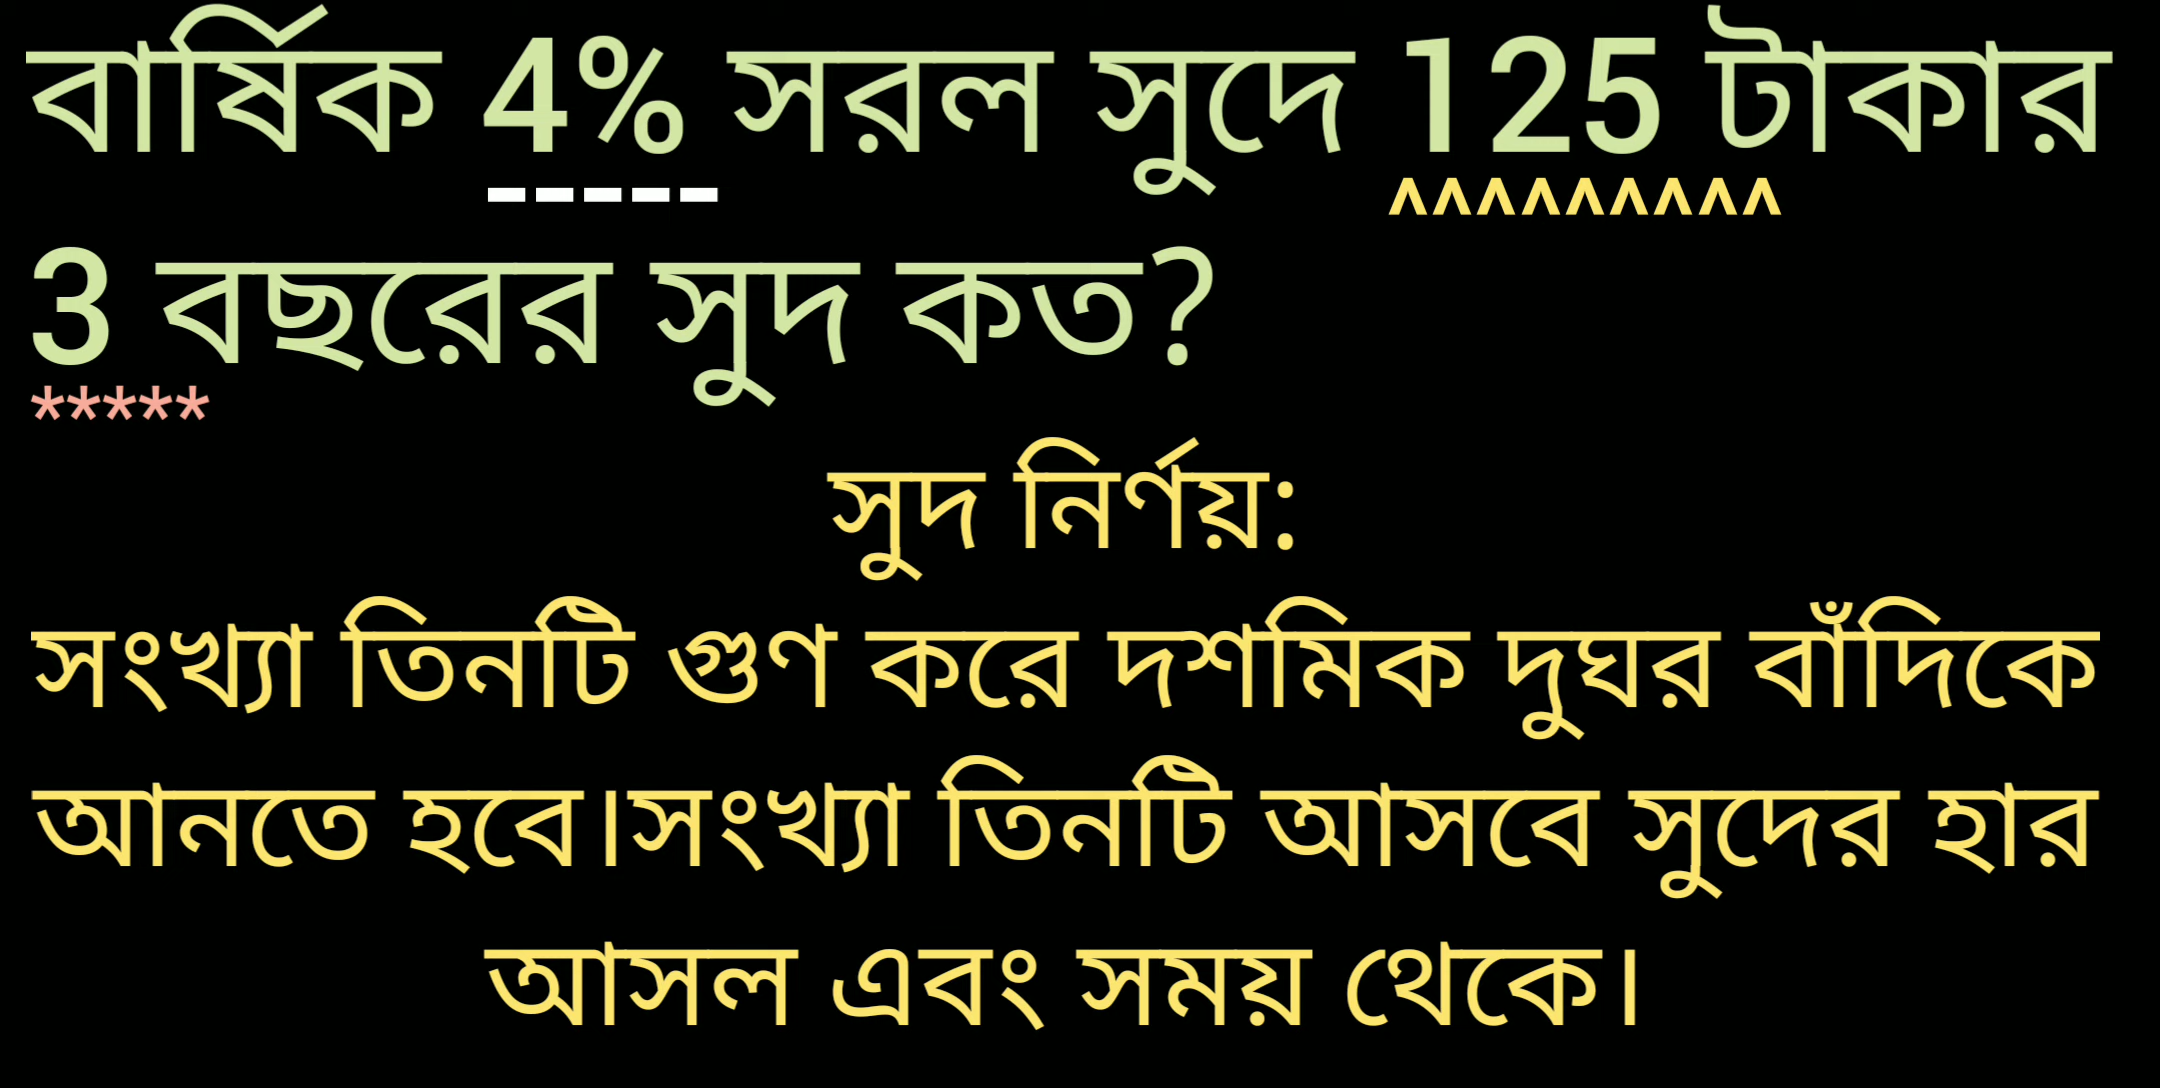 বার্ষিক 4% সরল সুদে 125 টাকার
----- ^^^^^^^^^
3 বছরের সুদ কত?
*****
সুদ নির্ণয়:
সংখ্যা তিনটি গুণ করে দশমিক দুঘর বাঁদিকে
আনতে হবে।সংখ্যা তিনটি আসবে সুদের হার
আসল এবং সময় থেকে।